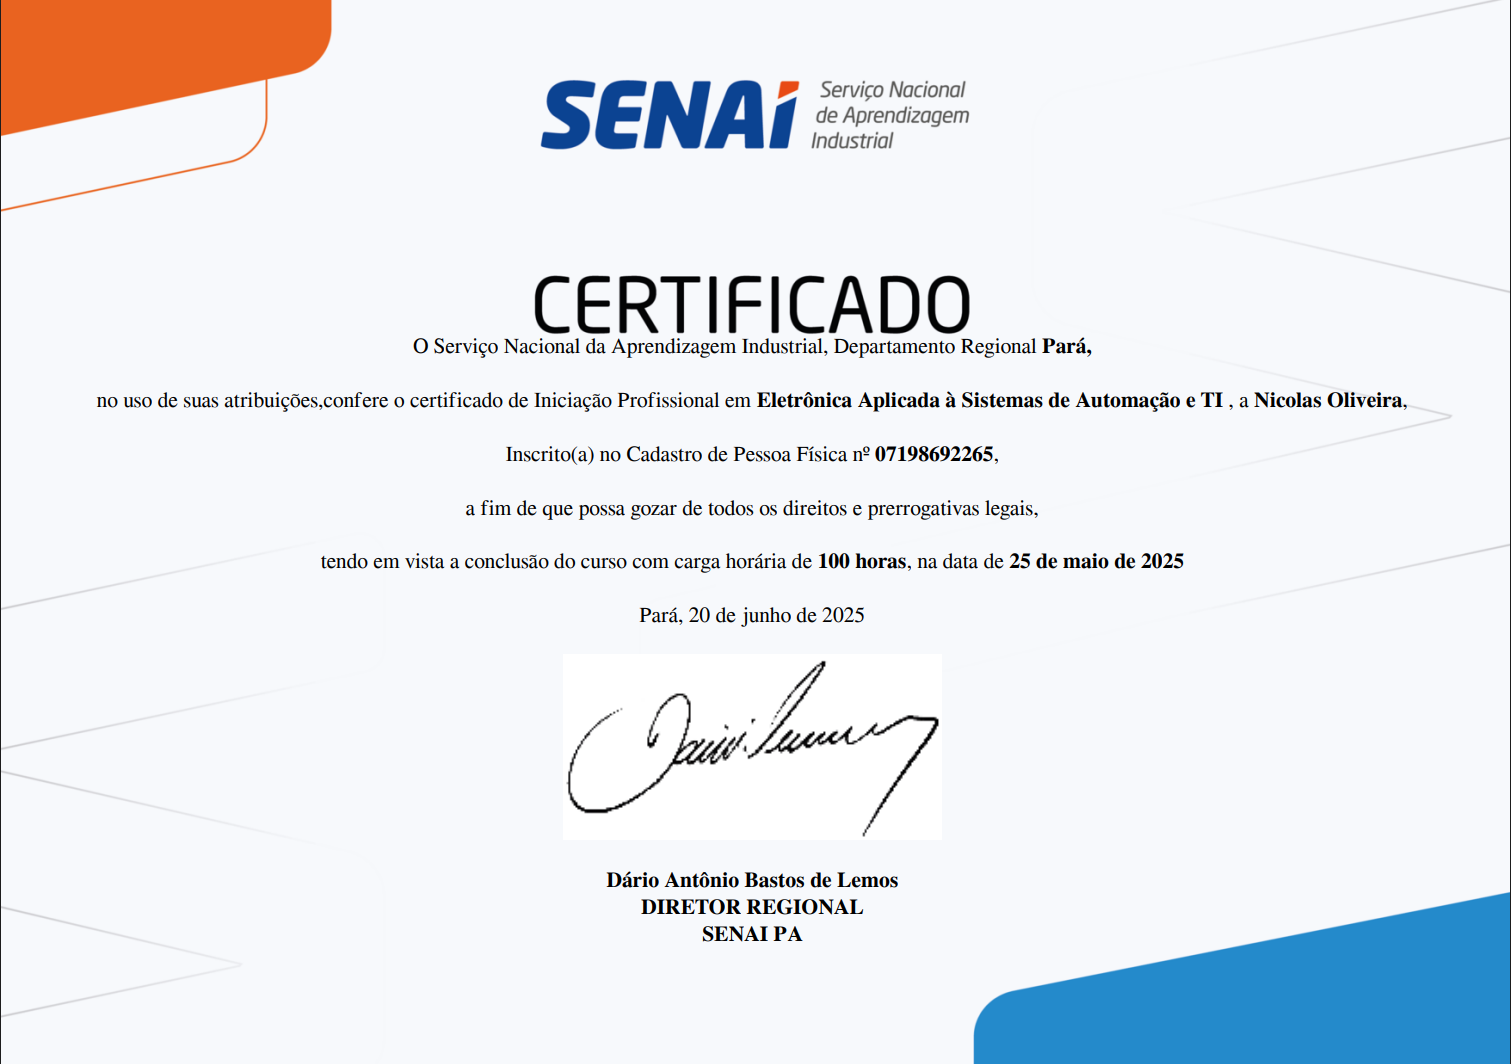 SENAI
Serviço Nacional
de Aprendizagem
Industrial
CERTIFICADO
O Serviço Nacional da Aprendizagem Industrial, Departamento Regional Pará,
no uso de suas atribuições,confere o certificado de Iniciação Profissional em Eletrônica Aplicada à Sistemas de Automação e TI , a Nicolas Oliveira,
Inscrito(a) no Cadastro de Pessoa Física nº 07198692265,
a fim de que possa gozar de todos os direitos e prerrogativas legais,
tendo em vista a conclusão do curso com carga horária de 100 horas, na data de 25 de maio de 2025
Pará, 20 de junho de 2025
Dário Antônio Bastos de Lemos
DIRETOR REGIONAL
SENAI PA